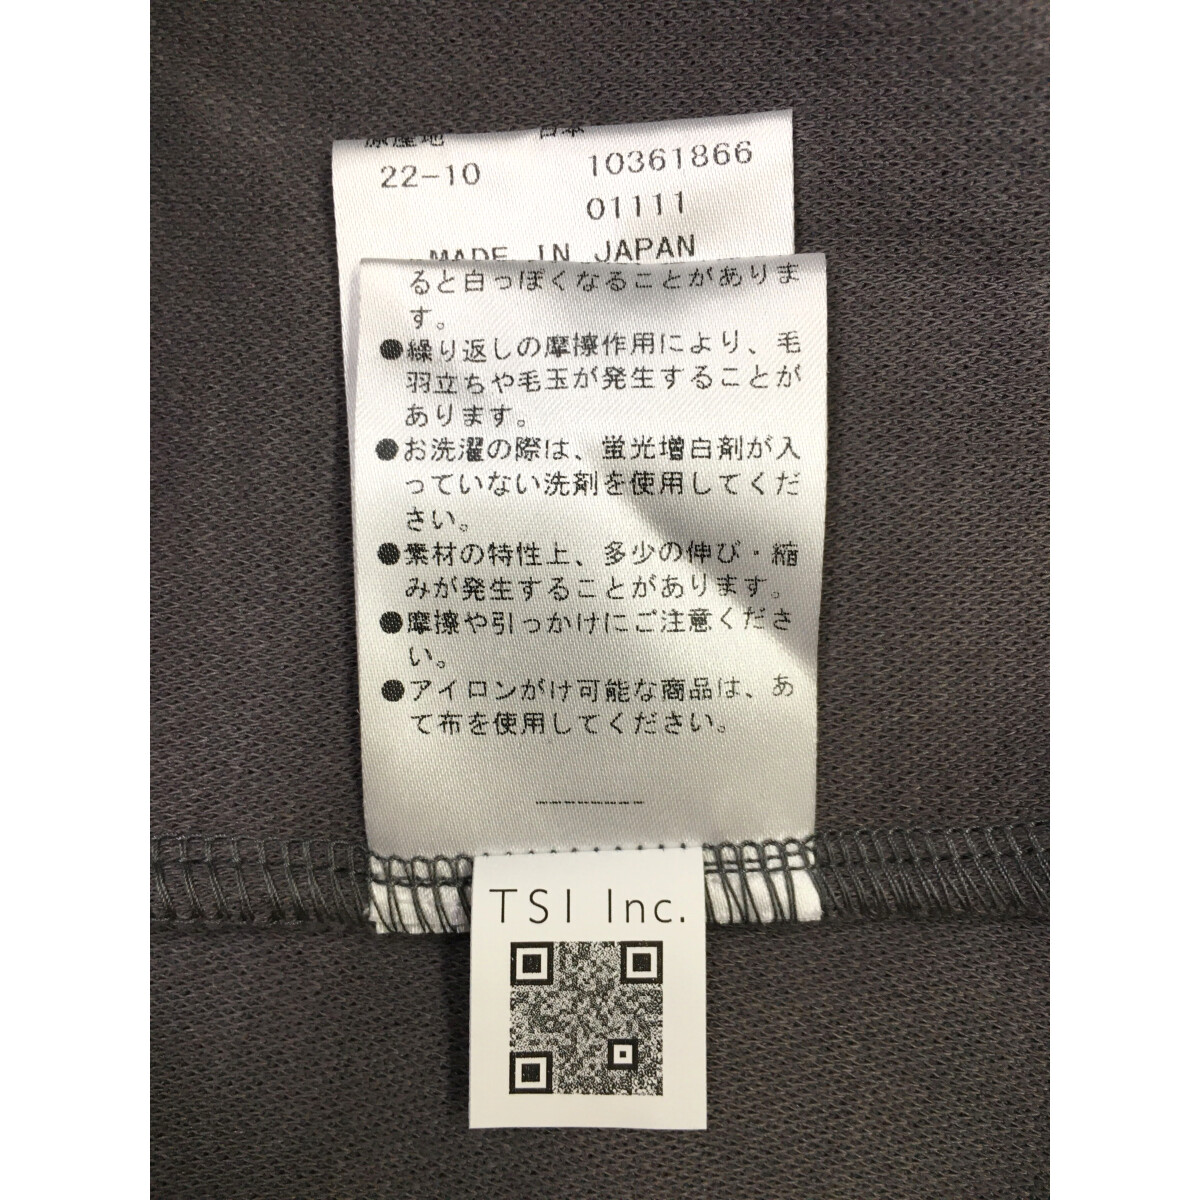 原産地 日本
22-10 10361866
01111
MADE IN JAPAN
ると白っぽくなることがありま
す。
●繰り返しの摩擦作用により、毛
羽立ちや毛玉が発生することが
あります。
●お洗濯の際は、蛍光増白剤が入
っていない洗剤を使用してくだ
さい。
●素材の特性上、多少の伸び・縮
みが発生することがあります。
●摩擦や引っかけにご注意くださ
い。
●アイロンがけ可能な商品は、あ
て布を使用してください。
---------
TSI Inc.